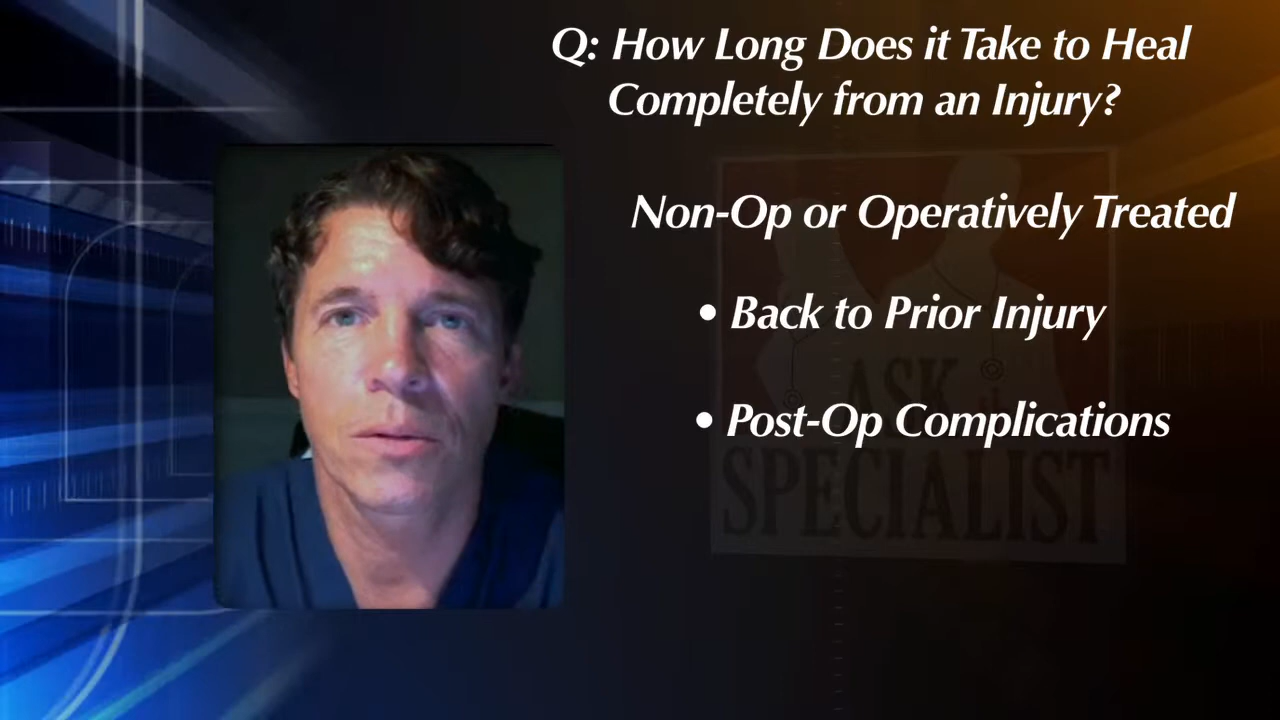 Q: How Long Does it Take to Heal
Completely from an Injury?
Non-Op or Operatively Treated
• Back to Prior Injury
• Post-Op Complications
ASK
SPECIALIST